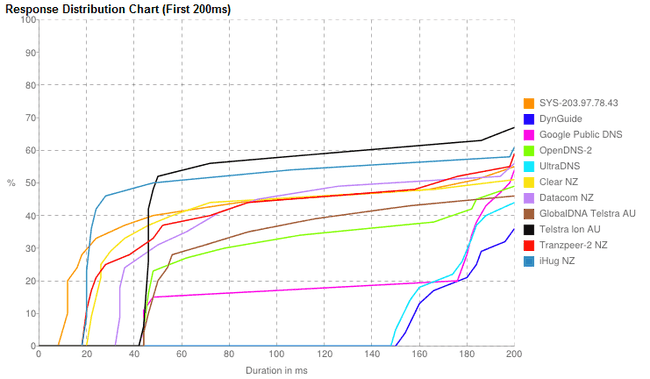 Response Distribution Chart (First 200ms)
100
90
80
70
60
50
40
30
20
10
0
%
0
20
40
60
80
100
120
140
160
180
200
Duration in ms
SYS-203.97.78.43
DynGuide
Google Public DNS
OpenDNS-2
UltraDNS
Clear NZ
Datacom NZ
GlobalDNA Telstra AU
Telstra Ion AU
Tranzpeer-2 NZ
iHug NZ